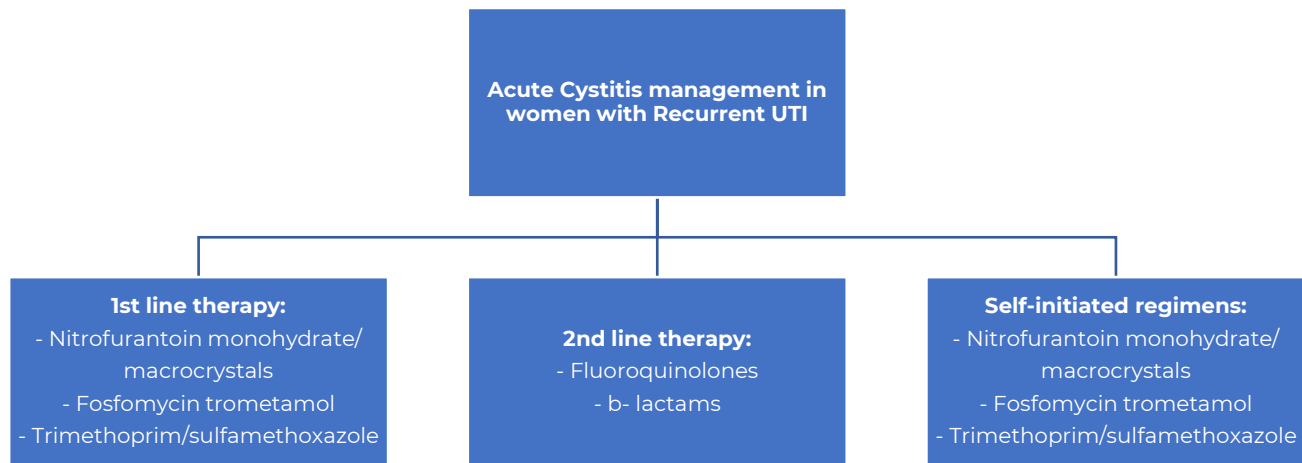 Acute Cystitis management in
women with Recurrent UTI
1st line therapy:
- Nitrofurantoin monohydrate/
macrocrystals
- Fosfomycin trometamol
- Trimethoprim/sulfamethoxazole
2nd line therapy:
- Fluoroquinolones
- b- lactams
Self-initiated regimens:
- Nitrofurantoin monohydrate/
macrocrystals
- Fosfomycin trometamol
- Trimethoprim/sulfamethoxazole